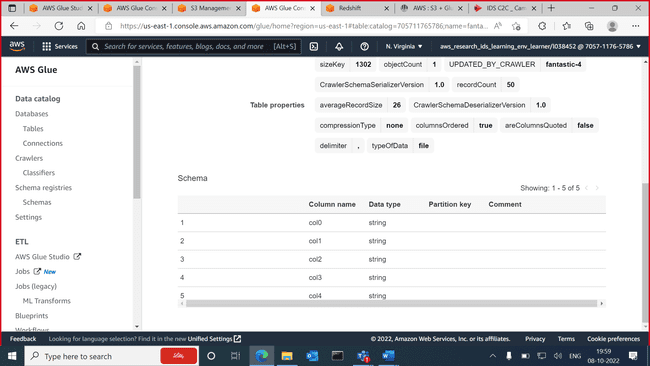 AWS Glue Stud
AWS Glue Con
S3 Managemen
AWS Glue Cons
Redshift
AWS : S3 + Glu
IDS C2C _ Cam
https://us-east-1.console.aws.amazon.com/glue/home?region=us-east-1#table:catalog=705711765786;name=fanta...
aws Services Search for services, features, blogs, docs, and more [Alt+S] N. Virginia aws_research_ids_learning_env_learner/l038452 @ 7057-1176-5786
AWS Glue
Data catalog
Databases
Tables
Connections
Crawlers
Classifiers
Schema registries
Schemas
Settings
ETL
AWS Glue Studio
Jobs New
Jobs (legacy)
ML Transforms
Blueprints
Workflows
sizeKey 1302 objectCount 1 UPDATED_BY_CRAWLER fantastic-4
CrawlerSchemaSerializerVersion 1.0 recordCount 50
Table properties averageRecordSize 26 CrawlerSchemaDeserializerVersion 1.0
compressionType none columnsOrdered true areColumnsQuoted false
delimiter , typeOfData file
Schema
Showing: 1 - 5 of 5
Column name Data type Partition key Comment
1 col0 string
2 col1 string
3 col2 string
4 col3 string
5 col4 string
Feedback Looking for language selection? Find it in the new Unified Settings © 2022, Amazon Web Services, Inc. or its affiliates. Privacy Terms Cookie preferences
Type here to search
ENG
19:59
08-10-2022